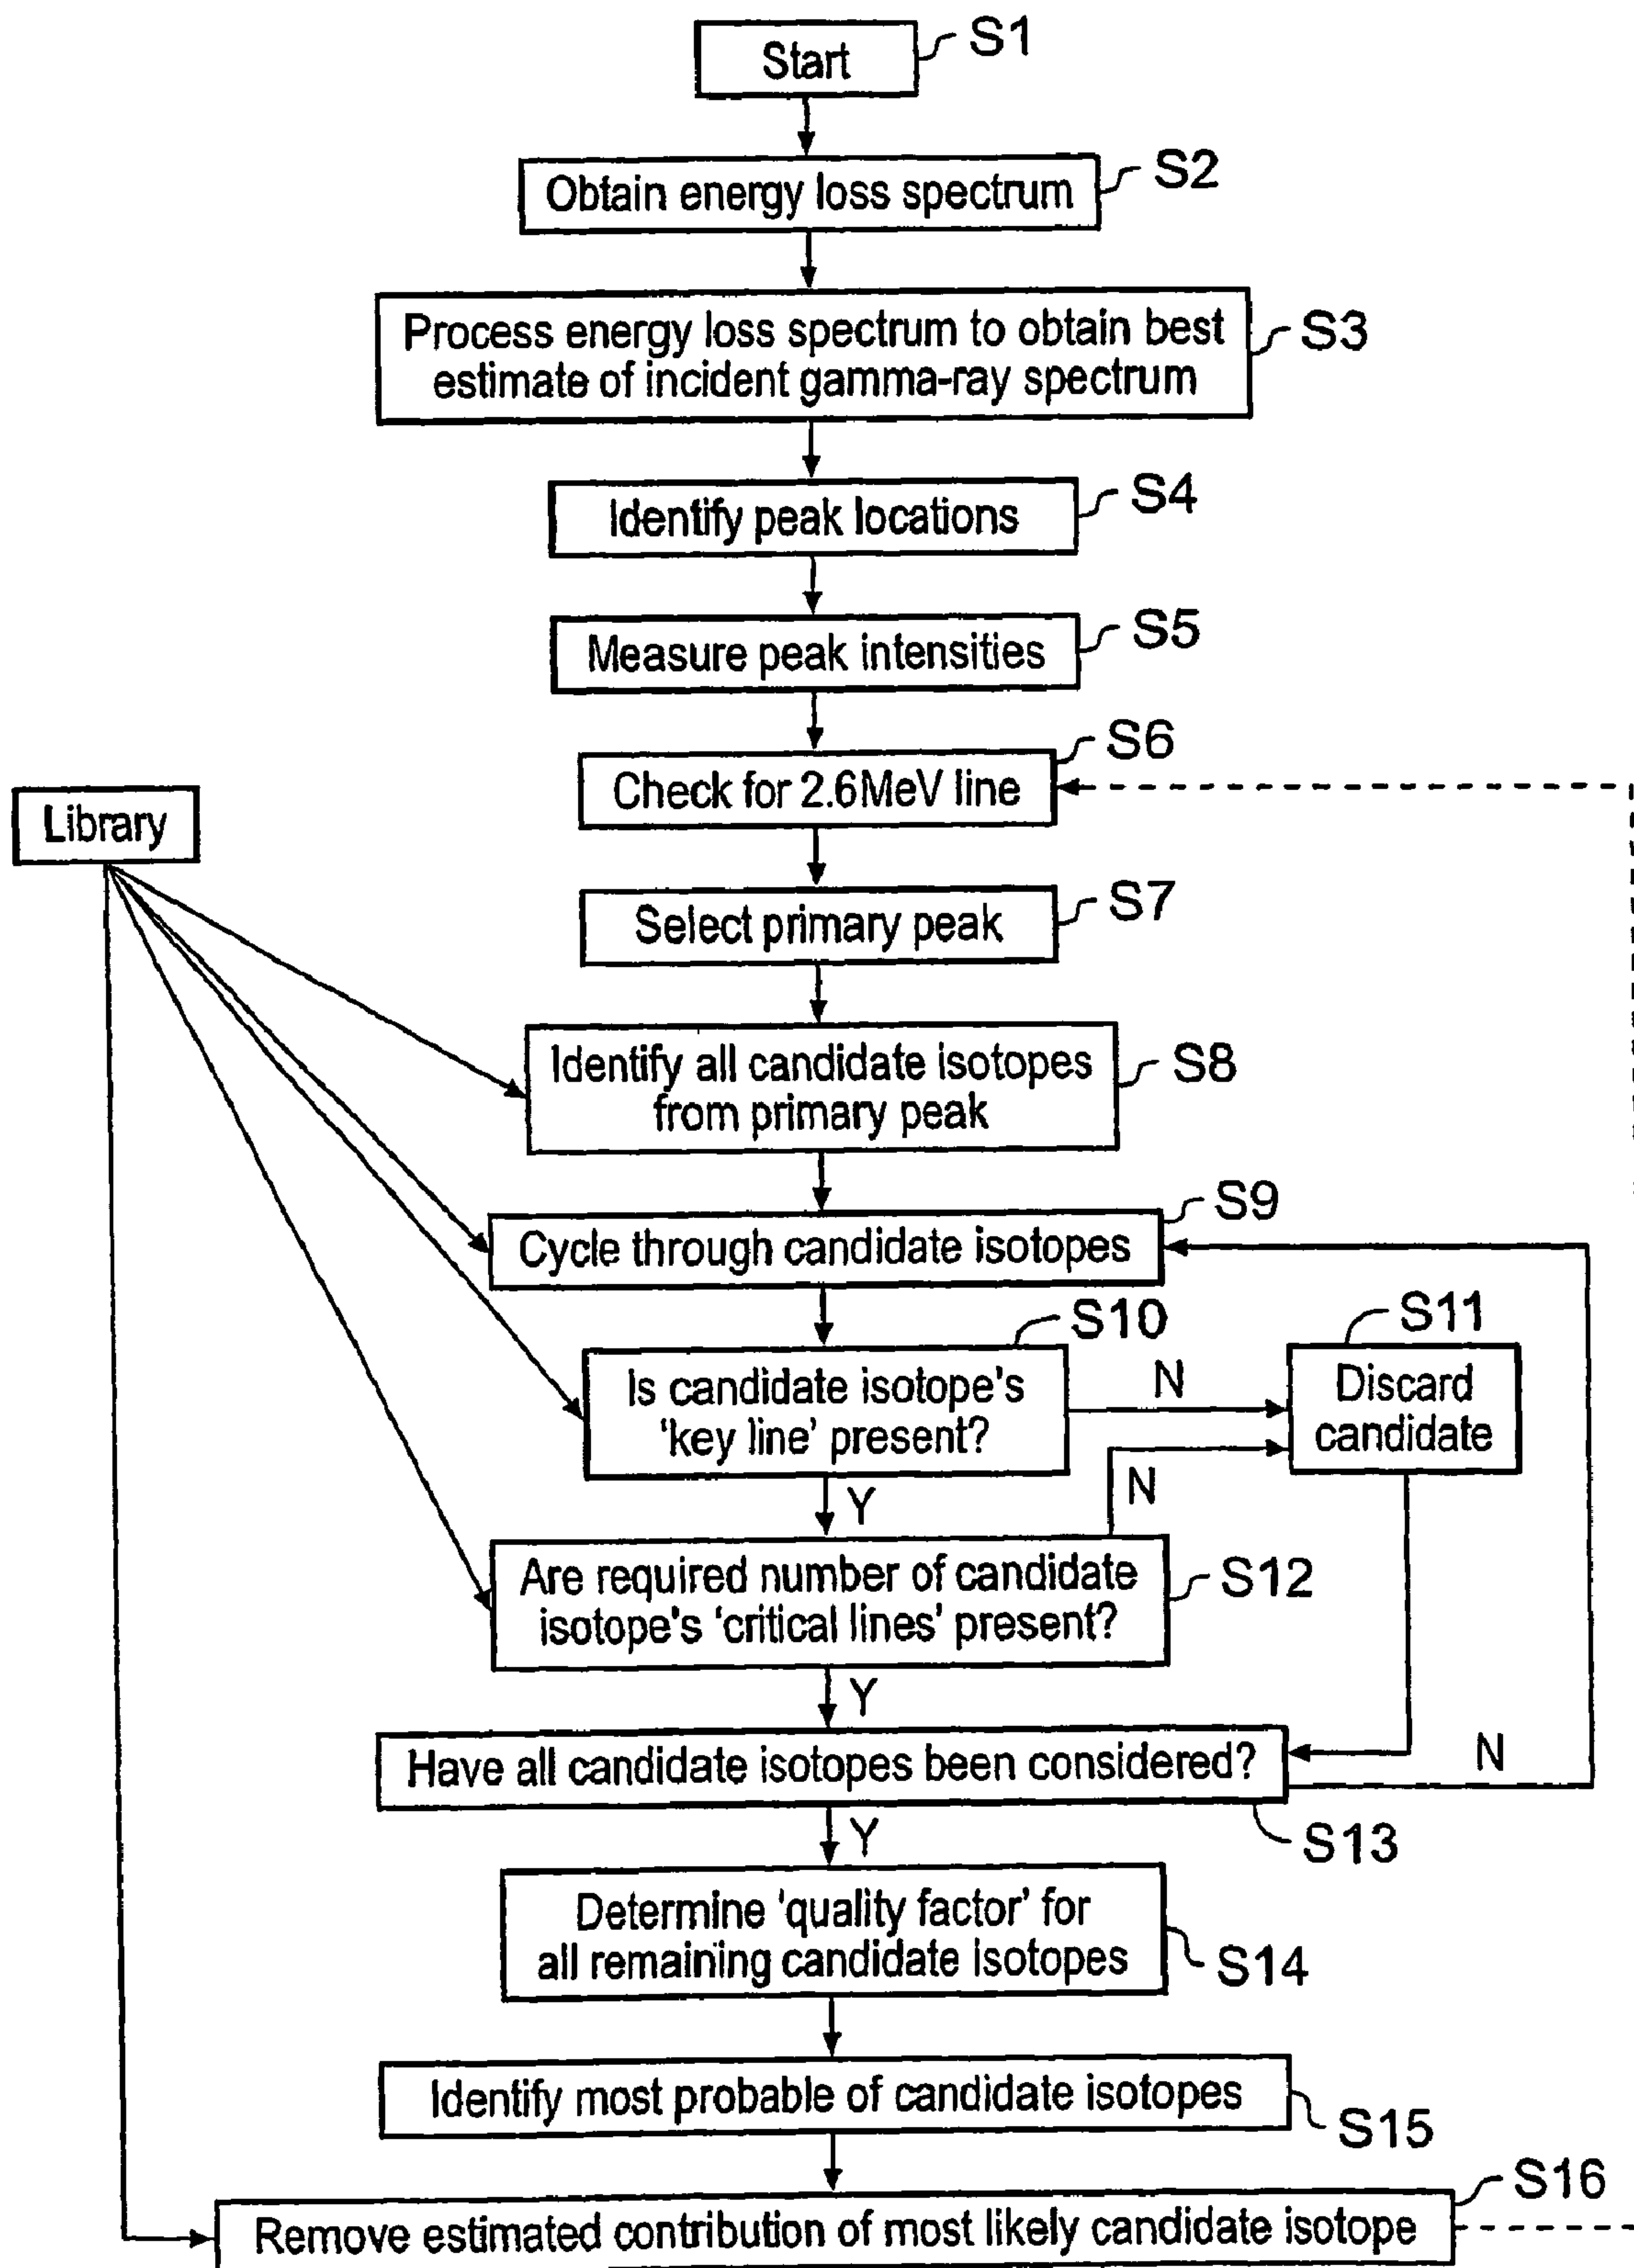 Start
S1
Obtain energy loss spectrum
S2
Process energy loss spectrum to obtain best
estimate of incident gamma-ray spectrum
S3
Identify peak locations
S4
Measure peak intensities
S5
Check for 2.6MeV line
S6
Library
Select primary peak
S7
Identify all candidate isotopes
from primary peak
S8
Cycle through candidate isotopes
S9
Is candidate isotope's
‘key line’ present?
S10
N
Discard
candidate
S11
Y
N
Are required number of candidate
isotope's ‘critical lines’ present?
S12
Y
Have all candidate isotopes been considered?
N
S13
Y
Determine ‘quality factor’ for
all remaining candidate isotopes
S14
Identify most probable of candidate isotopes
S15
Remove estimated contribution of most likely candidate isotope
S16